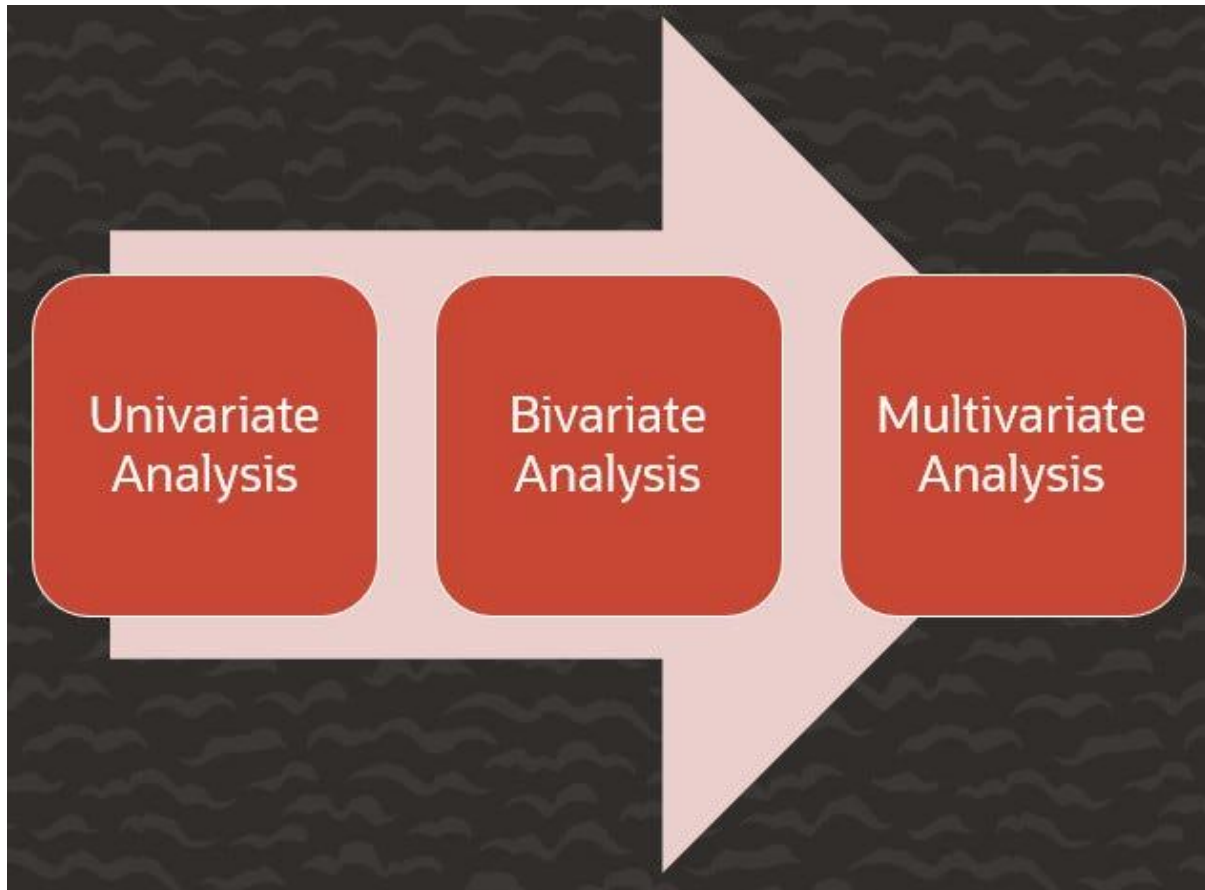 Univariate
Analysis
Bivariate
Analysis
Multivariate
Analysis